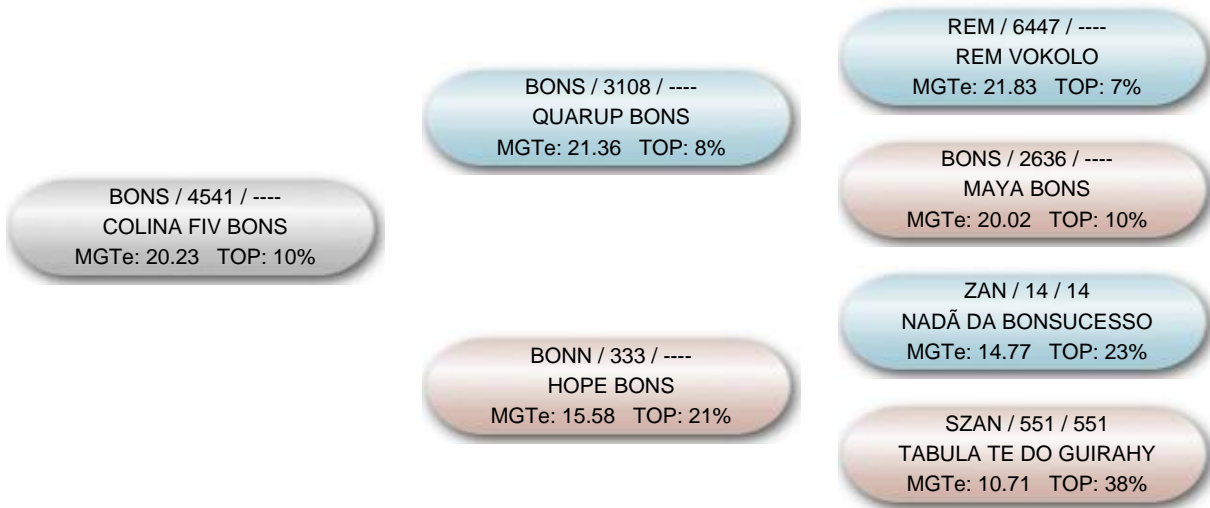 BONS / 4541 / ----
COLINA FIV BONS
MGTe: 20.23 TOP: 10%
BONS / 3108 / ----
QUARUP BONS
MGTe: 21.36 TOP: 8%
BONN / 333 / ----
HOPE BONS
MGTe: 15.58 TOP: 21%
REM / 6447 / ----
REM VOKOLO
MGTe: 21.83 TOP: 7%
BONS / 2636 / ----
MAYA BONS
MGTe: 20.02 TOP: 10%
ZAN / 14 / 14
NADÃ DA BONSUCESSO
MGTe: 14.77 TOP: 23%
SZAN / 551 / 551
TABULA TE DO GUIRAHY
MGTe: 10.71 TOP: 38%